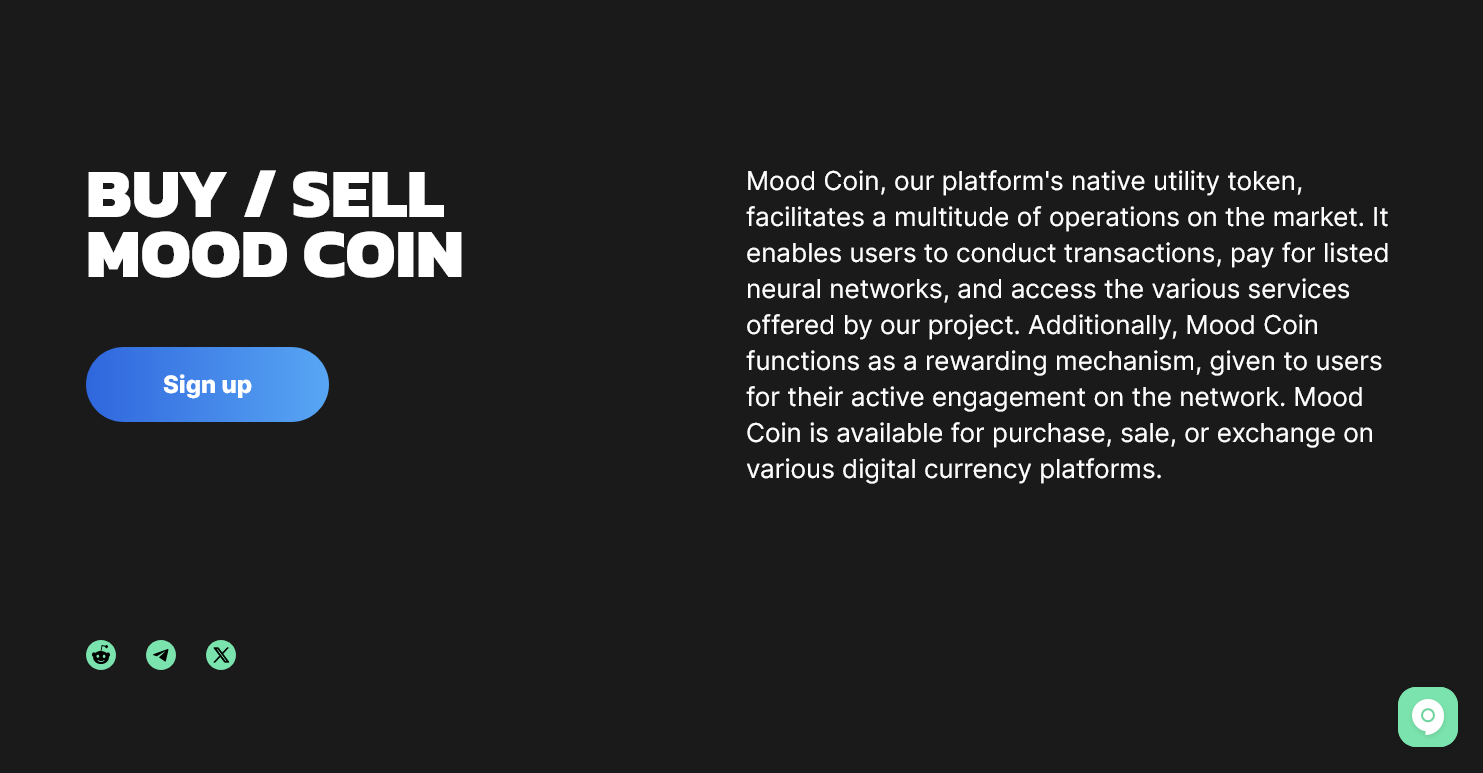 BUY / SELL
MOOD COIN
Sign up
Mood Coin, our platform's native utility token,
facilitates a multitude of operations on the market. It
enables users to conduct transactions, pay for listed
neural networks, and access the various services
offered by our project. Additionally, Mood Coin
functions as a rewarding mechanism, given to users
for their active engagement on the network. Mood
Coin is available for purchase, sale, or exchange on
various digital currency platforms.